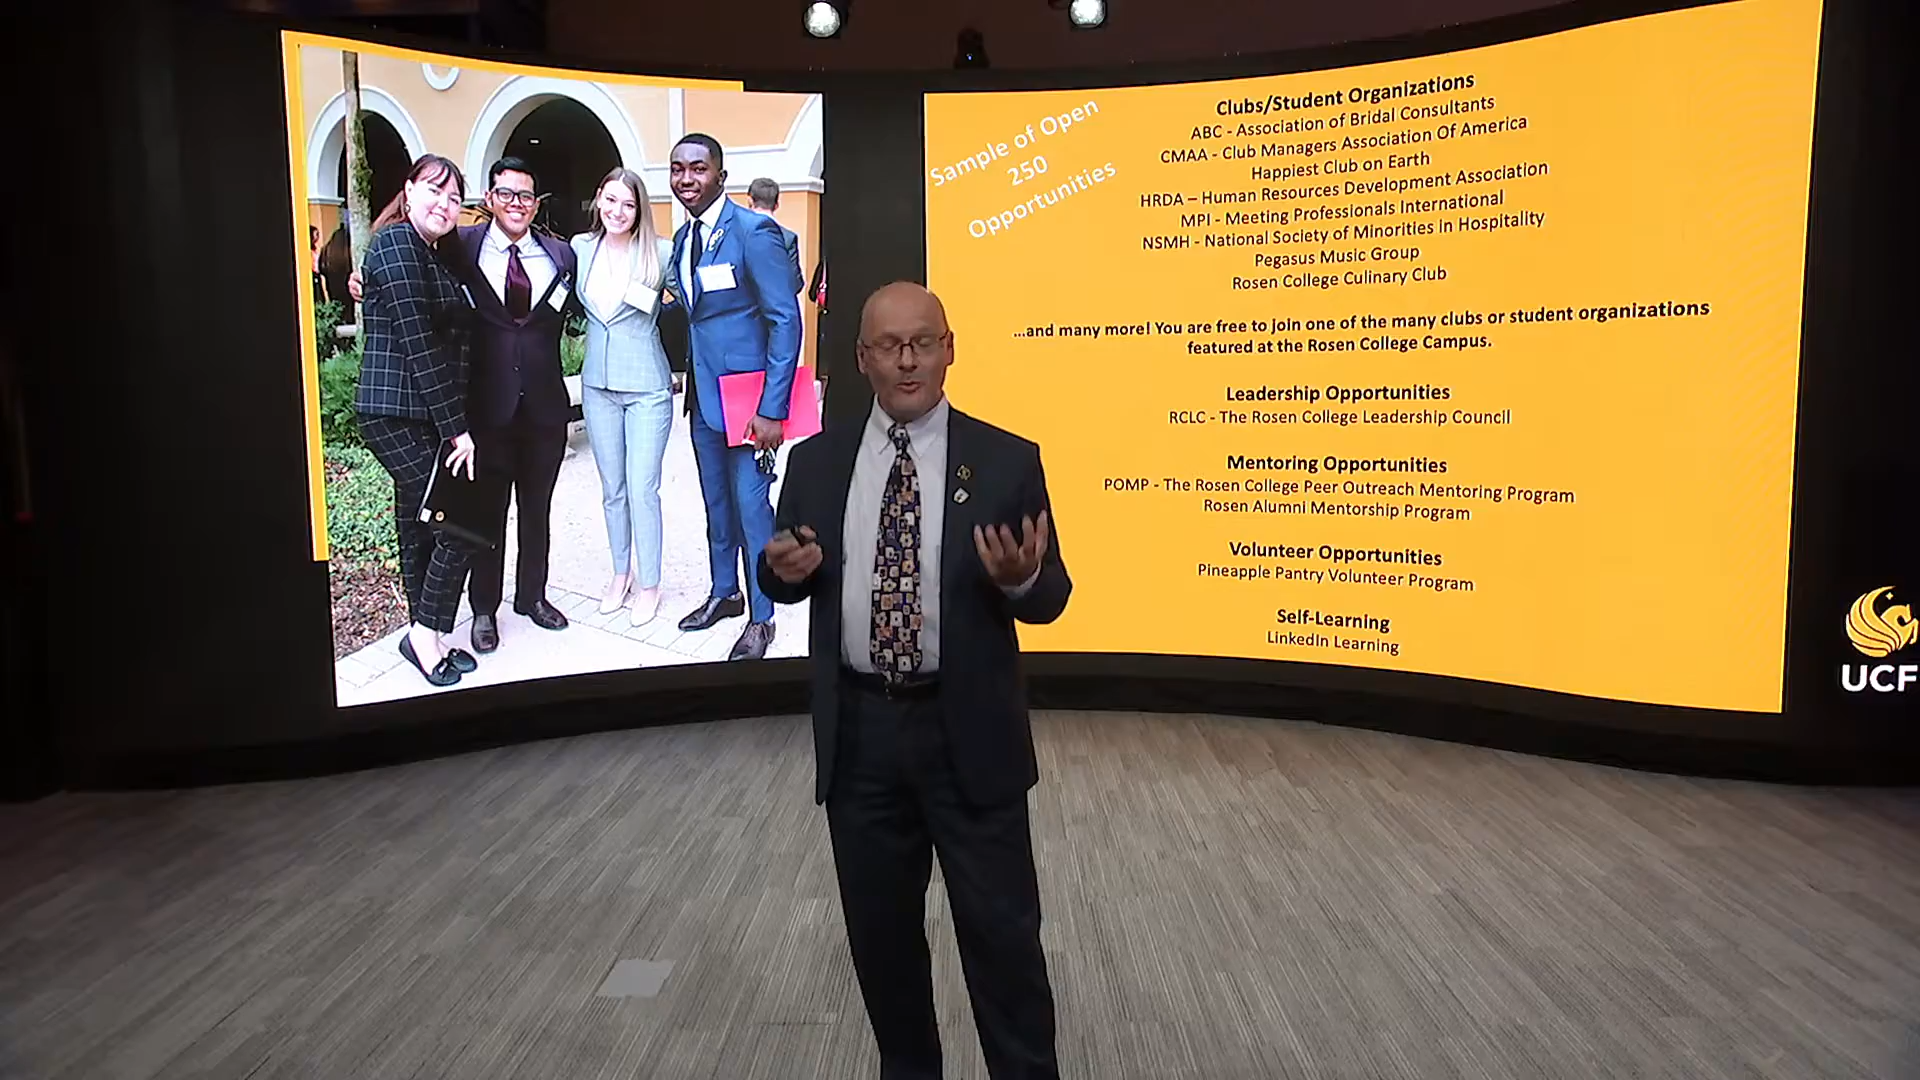 Sample of Open
250
Opportunities
Clubs/Student Organizations
ABC - Association of Bridal Consultants
CMAA - Club Managers Association Of America
Happiest Club on Earth
HRDA – Human Resources Development Association
MPI - Meeting Professionals International
NSMH - National Society of Minorities in Hospitality
Pegasus Music Group
Rosen College Culinary Club
...and many more! You are free to join one of the many clubs or student organizations
featured at the Rosen College Campus.
Leadership Opportunities
RCLC - The Rosen College Leadership Council
Mentoring Opportunities
POMP - The Rosen College Peer Outreach Mentoring Program
Rosen Alumni Mentorship Program
Volunteer Opportunities
Pineapple Pantry Volunteer Program
Self-Learning
LinkedIn Learning
UCF